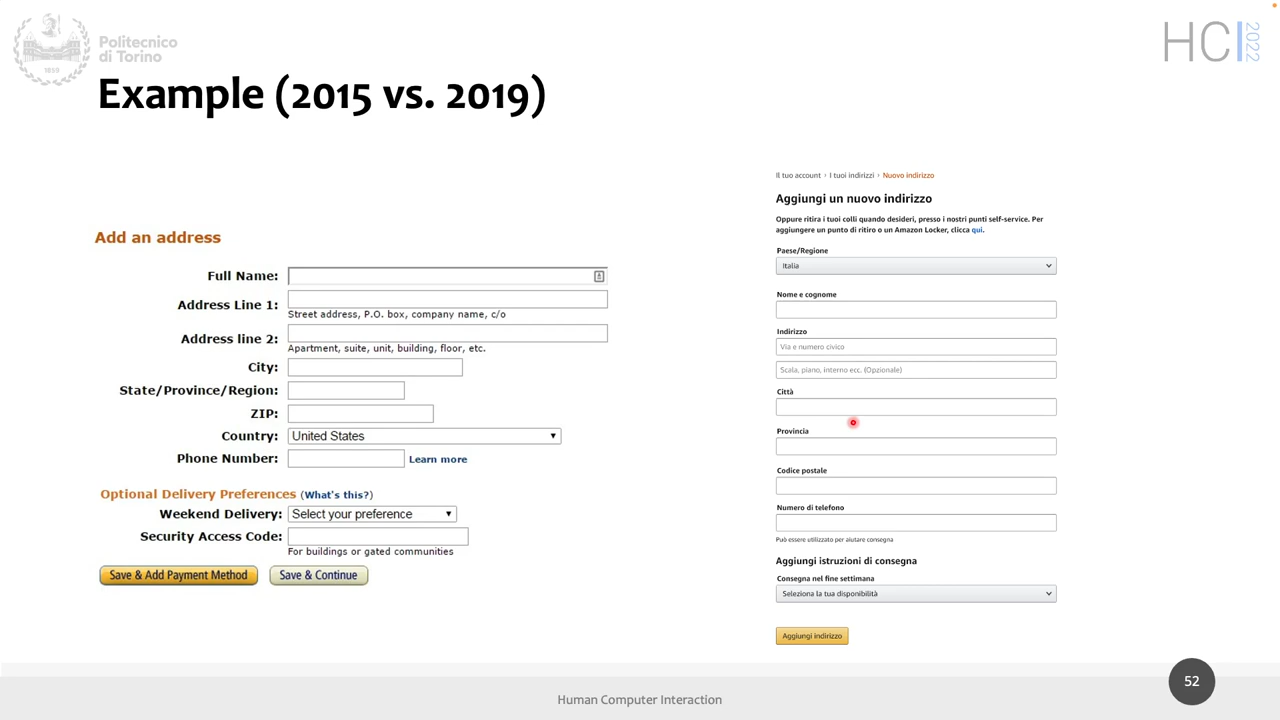 Politecnico
di Torino
1859
HCI 2022
Example (2015 vs. 2019)
Add an address
Full Name:
Address Line 1:
Street address, P.O. box, company name, c/o
Address line 2:
Apartment, suite, unit, building, floor, etc.
City:
State/Province/Region:
ZIP:
Country: United States
Phone Number: Learn more
Optional Delivery Preferences (What's this?)
Weekend Delivery: Select your preference
Security Access Code:
For buildings or gated communities
Save & Add Payment Method Save & Continue
Il tuo account › I tuoi indirizzi › Nuovo indirizzo
Aggiungi un nuovo indirizzo
Oppure ritira i tuoi colli quando desideri, presso i nostri punti self-service. Per
aggiungere un punto di ritiro o un Amazon Locker, clicca qui.
Paese/Regione
Italia
Nome e cognome
Indirizzo
Via e numero civico
Scala, piano, interno ecc. (Opzionale)
Città
Provincia
Codice postale
Numero di telefono
Può essere utilizzato per aiutare consegna
Aggiungi istruzioni di consegna
Consegna nel fine settimana
Seleziona la tua disponibilità
Aggiungi indirizzo
Human Computer Interaction
52